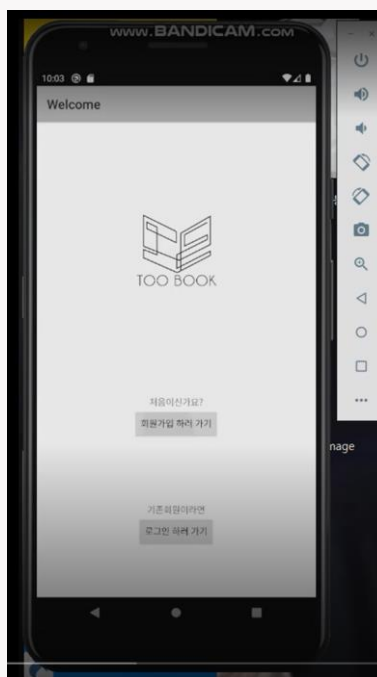 WWW.BANDICAM.COM
10:03
Welcome
TOO BOOK
처음이신가요?
회원가입 하러 가기
mage
기존회원이라면
로그인 하러 가기